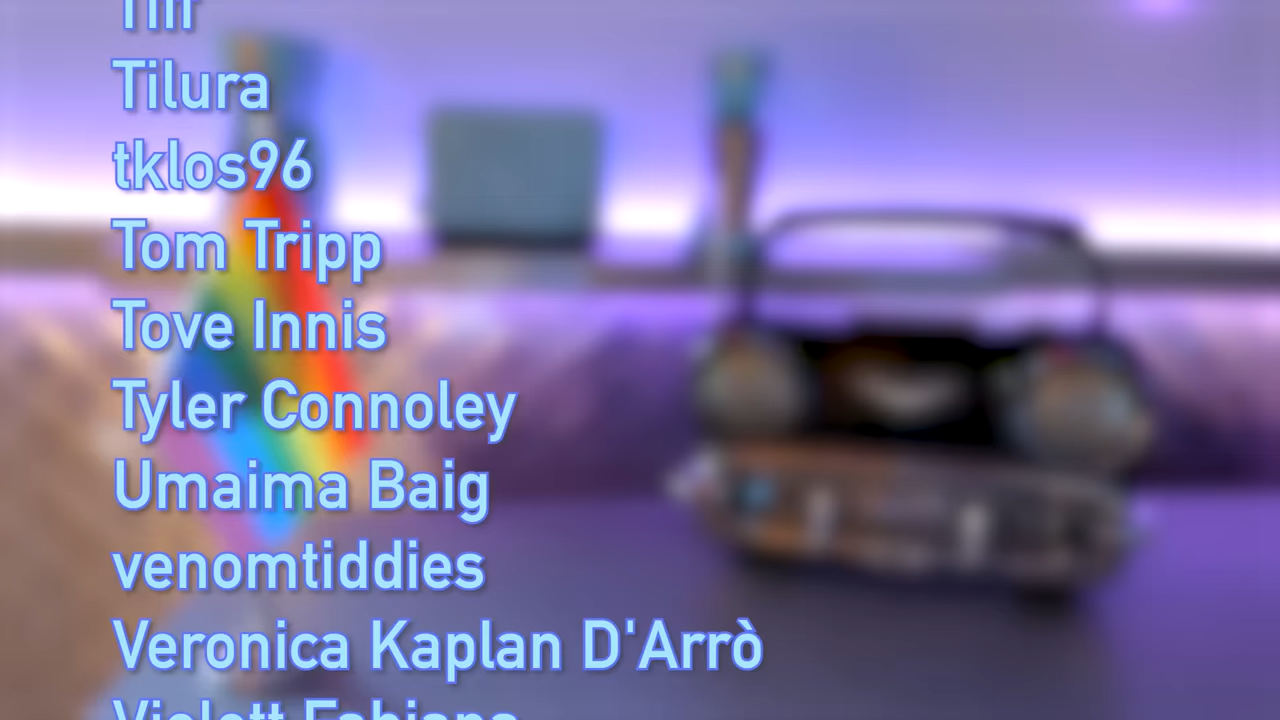 Tilura
tklos96
Tom Tripp
Tove Innis
Tyler Connoley
Umaima Baig
venomtiddies
Veronica Kaplan D'Arrò